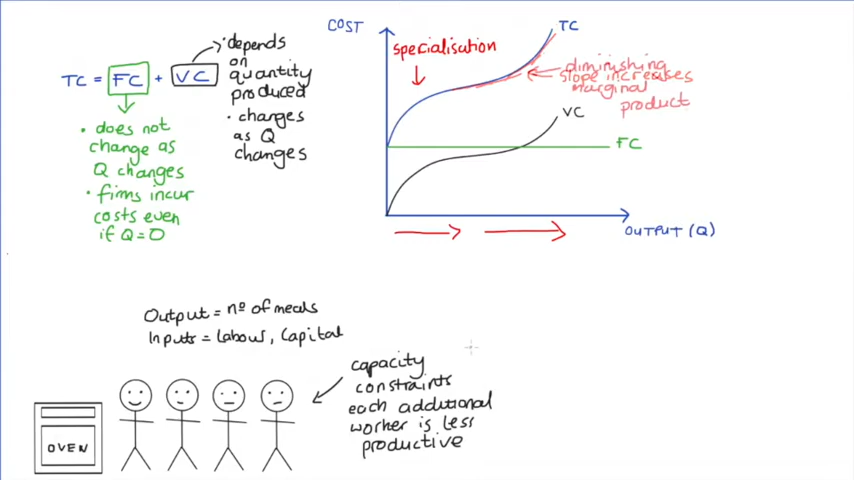 TC = FC + VC
• depends
on
quantity
produced
• changes
as Q
changes
• does not
change as
Q changes
• firms incur
costs even
if Q=0
COST
specialisation
TC
diminishing
slope increases
marginal
product
VC
FC
OUTPUT (Q)
Output = nº of meals
Inputs = Labour, Capital
capacity
constraints
each additional
worker is less
productive
OVEN